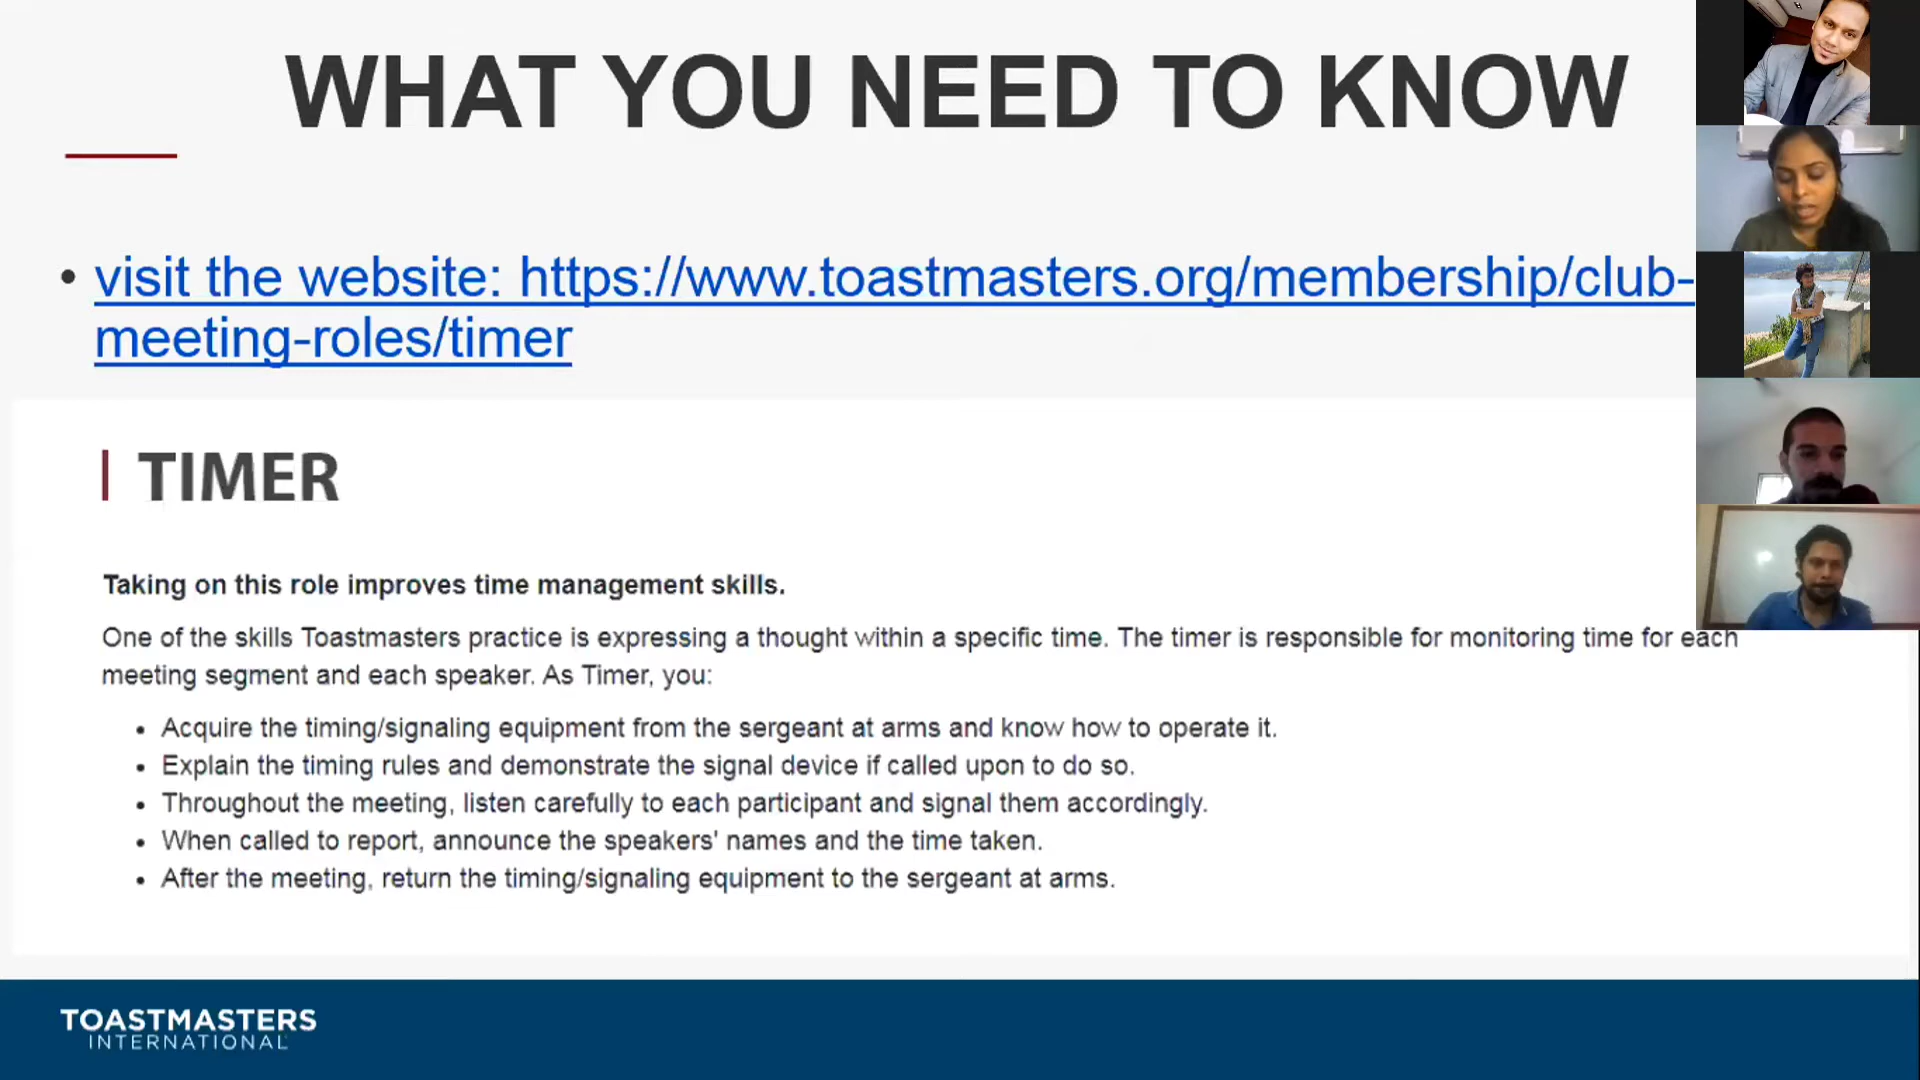 WHAT YOU NEED TO KNOW
• visit the website: https://www.toastmasters.org/membership/club-
meeting-roles/timer
TIMER
Taking on this role improves time management skills.
One of the skills Toastmasters practice is expressing a thought within a specific time. The timer is responsible for monitoring time for each
meeting segment and each speaker. As Timer, you:
• Acquire the timing/signaling equipment from the sergeant at arms and know how to operate it.
• Explain the timing rules and demonstrate the signal device if called upon to do so.
• Throughout the meeting, listen carefully to each participant and signal them accordingly.
• When called to report, announce the speakers' names and the time taken.
• After the meeting, return the timing/signaling equipment to the sergeant at arms.
TOASTMASTERS
INTERNATIONAL